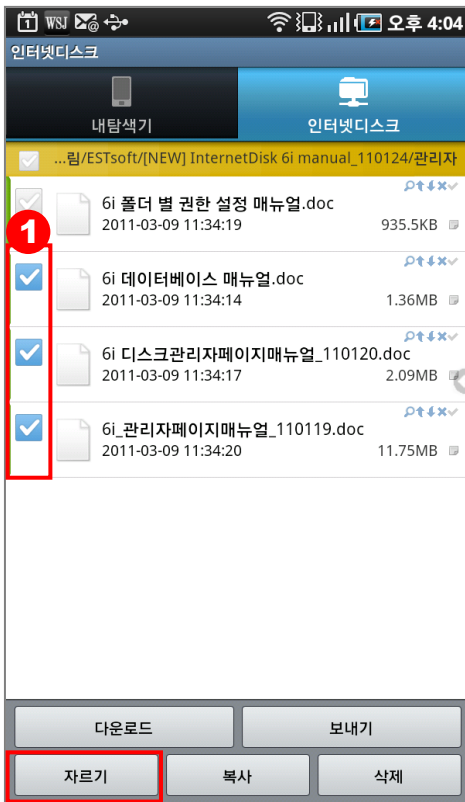 1 WSJ 오후 4:04
인터넷디스크
내탐색기 인터넷디스크
...림/ESTsoft/[NEW] InternetDisk 6i manual_110124/관리자
6i 폴더 별 권한 설정 매뉴얼.doc
2011-03-09 11:34:19 935.5KB
1
6i 데이터베이스 매뉴얼.doc
2011-03-09 11:34:14 1.36MB
6i 디스크관리자페이지매뉴얼_110120.doc
2011-03-09 11:34:17 2.09MB
6i_관리자페이지매뉴얼_110119.doc
2011-03-09 11:34:20 11.75MB
다운로드 보내기
자르기 복사 삭제